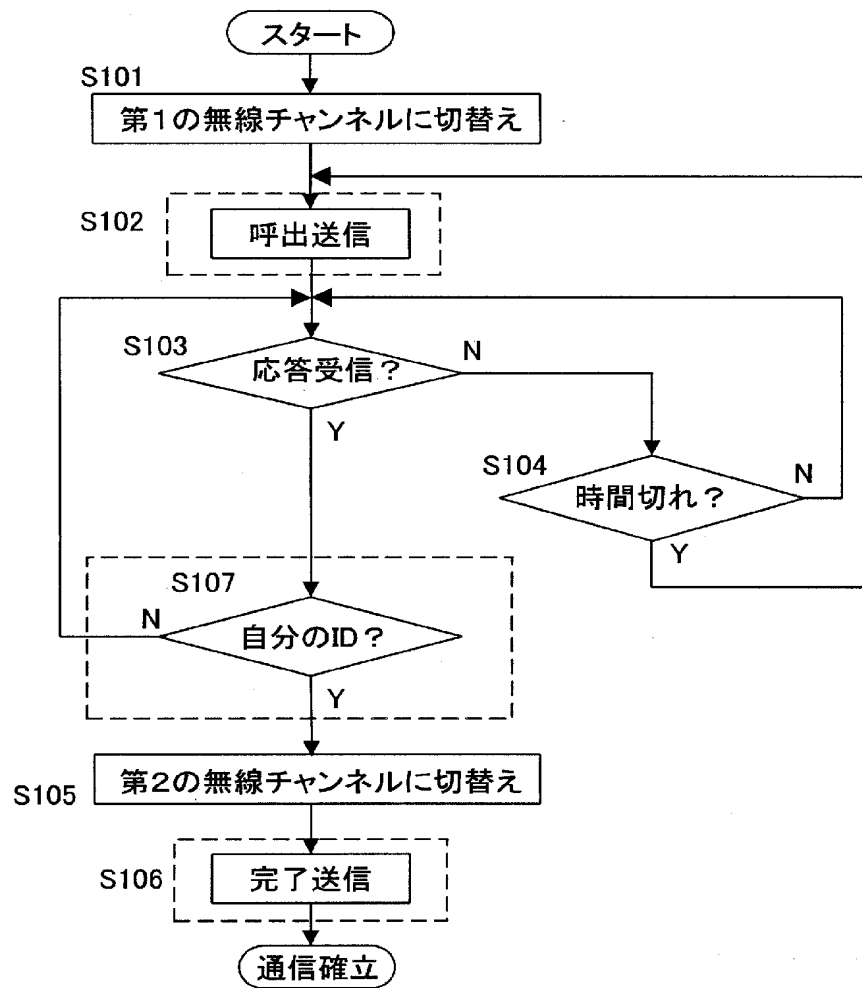 スタート
S101
第1の無線チャンネルに切替え
S102
呼出送信
S103
応答受信?
N
Y
S104
時間切れ?
N
Y
S107
自分のID?
N
Y
第2の無線チャンネルに切替え
S105
S106
完了送信
通信確立